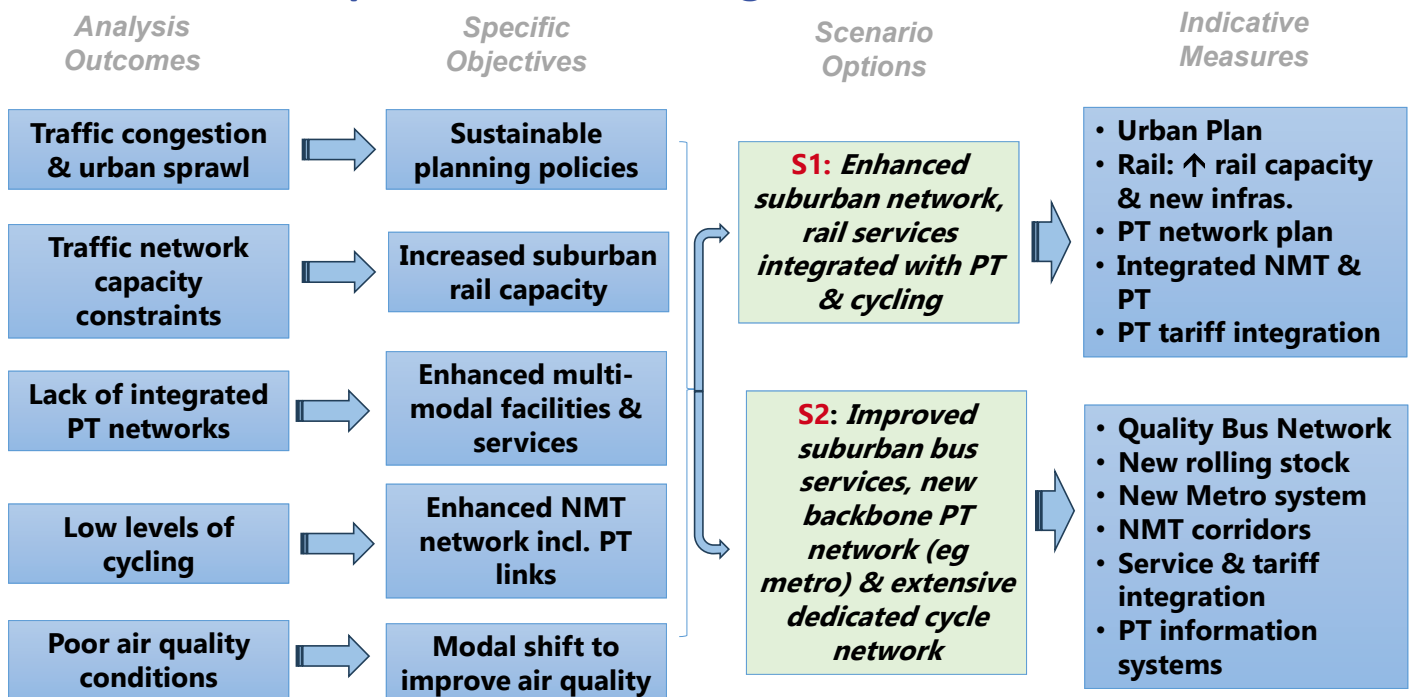 Analysis
Outcomes
Specific
Objectives
Scenario
Options
Indicative
Measures
Traffic congestion
& urban sprawl
Sustainable
planning policies
Traffic network
capacity
constraints
Increased suburban
rail capacity
Lack of integrated
PT networks
Enhanced multi-
modal facilities &
services
Low levels of
cycling
Enhanced NMT
network incl. PT
links
Poor air quality
conditions
Modal shift to
improve air quality
S1: Enhanced
suburban network,
rail services
integrated with PT
& cycling
S2: Improved
suburban bus
services, new
backbone PT
network (eg
metro) & extensive
dedicated cycle
network
• Urban Plan
• Rail: ↑ rail capacity
& new infras.
• PT network plan
• Integrated NMT &
PT
• PT tariff integration
• Quality Bus Network
• New rolling stock
• New Metro system
• NMT corridors
• Service & tariff
integration
• PT information
systems